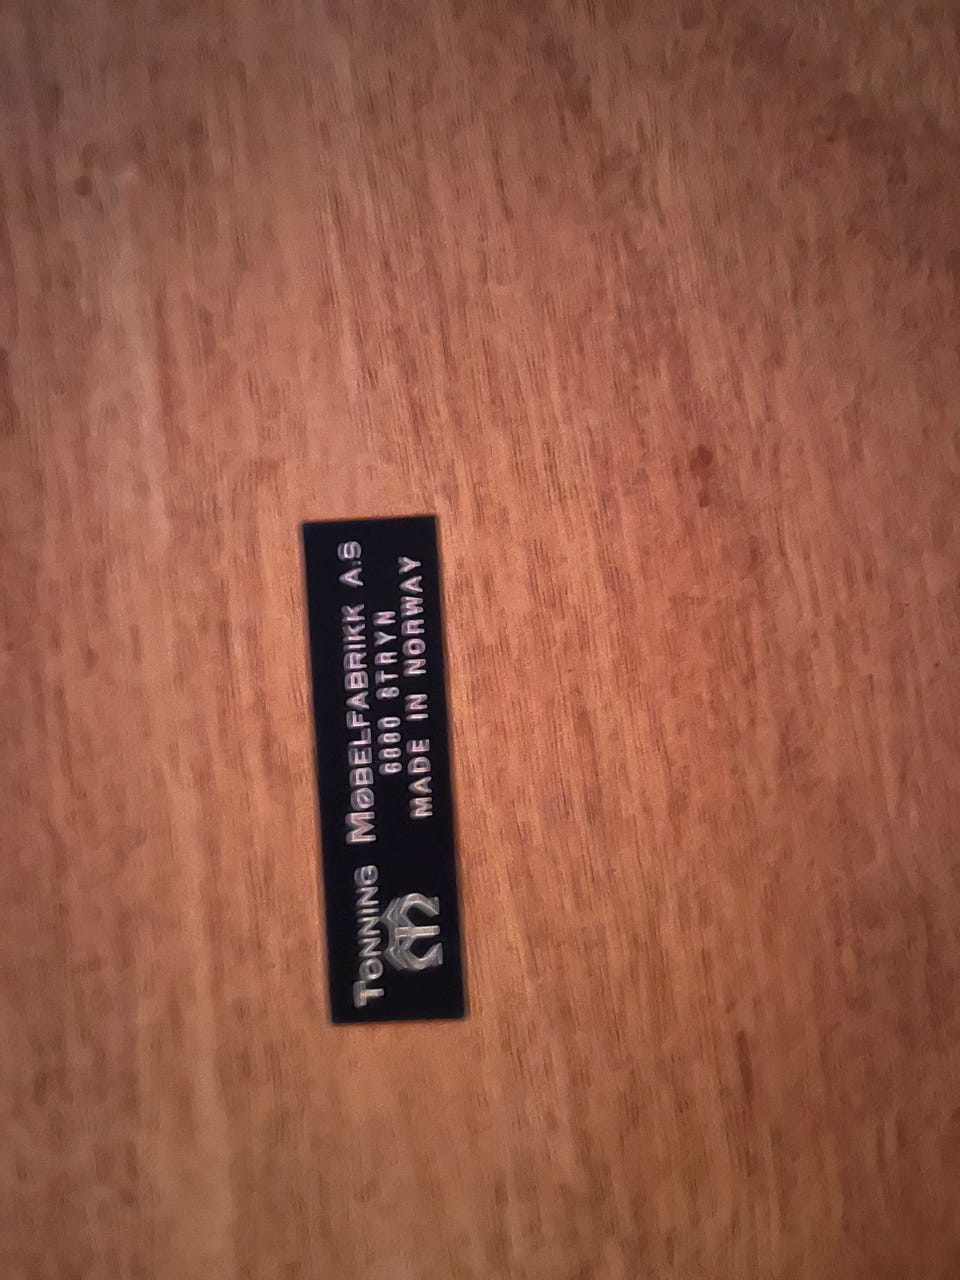 TONNING MØBELFABRIKK A.S
6880 STRYN
MADE IN NORWAY